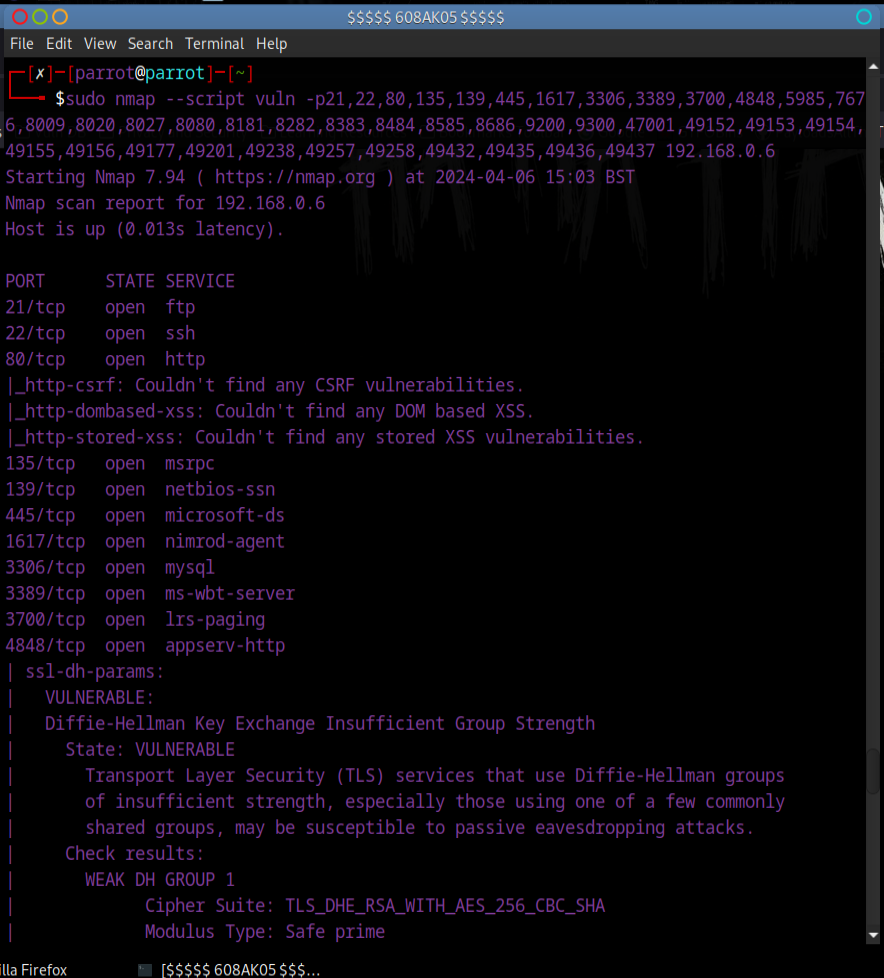 $$$$$ 608AK05 $$$$$
File Edit View Search Terminal Help
┌─[✗]─[parrot@parrot]─[~]
└──╼ $sudo nmap --script vuln -p21,22,80,135,139,445,1617,3306,3389,3700,4848,5985,767
6,8009,8020,8027,8080,8181,8282,8383,8484,8585,8686,9200,9300,47001,49152,49153,49154,
49155,49156,49177,49201,49238,49257,49258,49432,49435,49436,49437 192.168.0.6
Starting Nmap 7.94 ( https://nmap.org ) at 2024-04-06 15:03 BST
Nmap scan report for 192.168.0.6
Host is up (0.013s latency).
PORT STATE SERVICE
21/tcp open ftp
22/tcp open ssh
80/tcp open http
|_http-csrf: Couldn't find any CSRF vulnerabilities.
|_http-dombased-xss: Couldn't find any DOM based XSS.
|_http-stored-xss: Couldn't find any stored XSS vulnerabilities.
135/tcp open msrpc
139/tcp open netbios-ssn
445/tcp open microsoft-ds
1617/tcp open nimrod-agent
3306/tcp open mysql
3389/tcp open ms-wbt-server
3700/tcp open lrs-paging
4848/tcp open appserv-http
| ssl-dh-params:
| VULNERABLE:
| Diffie-Hellman Key Exchange Insufficient Group Strength
| State: VULNERABLE
| Transport Layer Security (TLS) services that use Diffie-Hellman groups
| of insufficient strength, especially those using one of a few commonly
| shared groups, may be susceptible to passive eavesdropping attacks.
| Check results:
| WEAK DH GROUP 1
| Cipher Suite: TLS_DHE_RSA_WITH_AES_256_CBC_SHA
| Modulus Type: Safe prime
illa Firefox
[$$$$$ 608AK05 $$$...